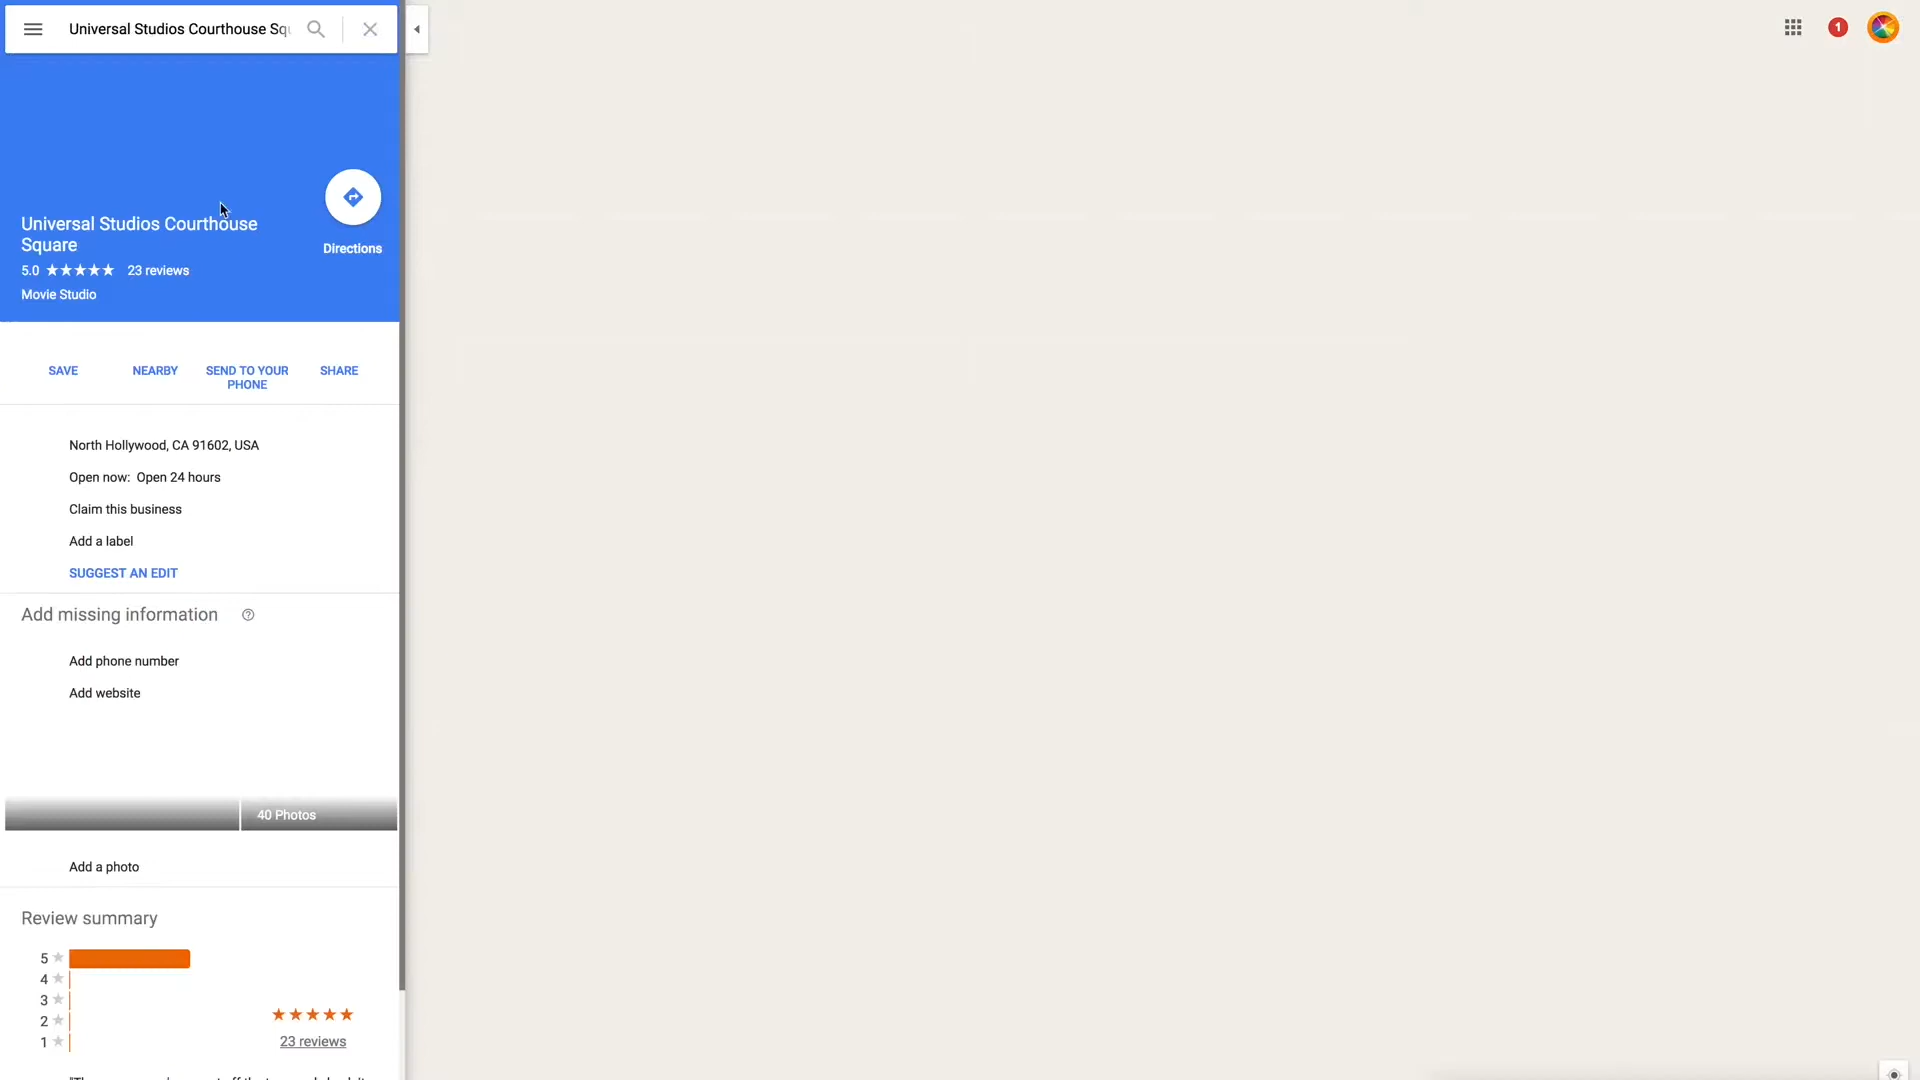 Universal Studios Courthouse Squ
1
Universal Studios Courthouse
Square
5.0 ★★★★★ 23 reviews
Movie Studio
Directions
SAVE
NEARBY
SEND TO YOUR
PHONE
SHARE
North Hollywood, CA 91602, USA
Open now: Open 24 hours
Claim this business
Add a label
SUGGEST AN EDIT
Add missing information
Add phone number
Add website
40 Photos
Add a photo
Review summary
5
4
3
2
1
23 reviews